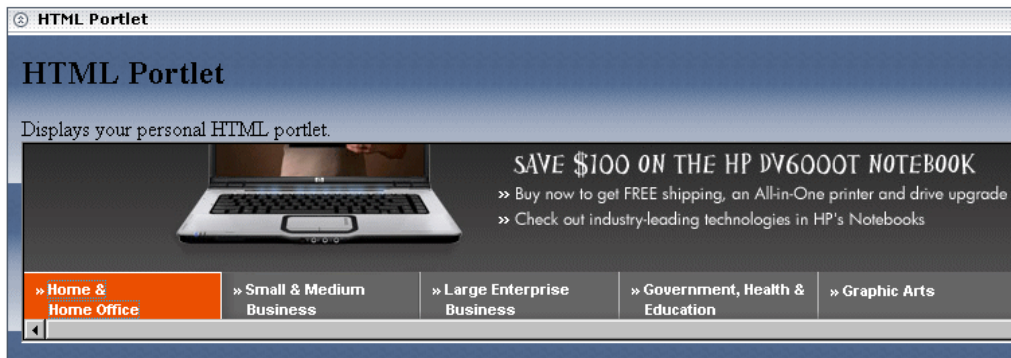 HTML Portlet
HTML Portlet
Displays your personal HTML portlet.
SAVE $100 ON THE HP DV6000T NOTEBOOK
» Buy now to get FREE shipping, an All-in-One printer and drive upgrade
» Check out industry-leading technologies in HP's Notebooks
» Home &
Home Office
» Small & Medium
Business
» Large Enterprise
Business
» Government, Health &
Education
» Graphic Arts